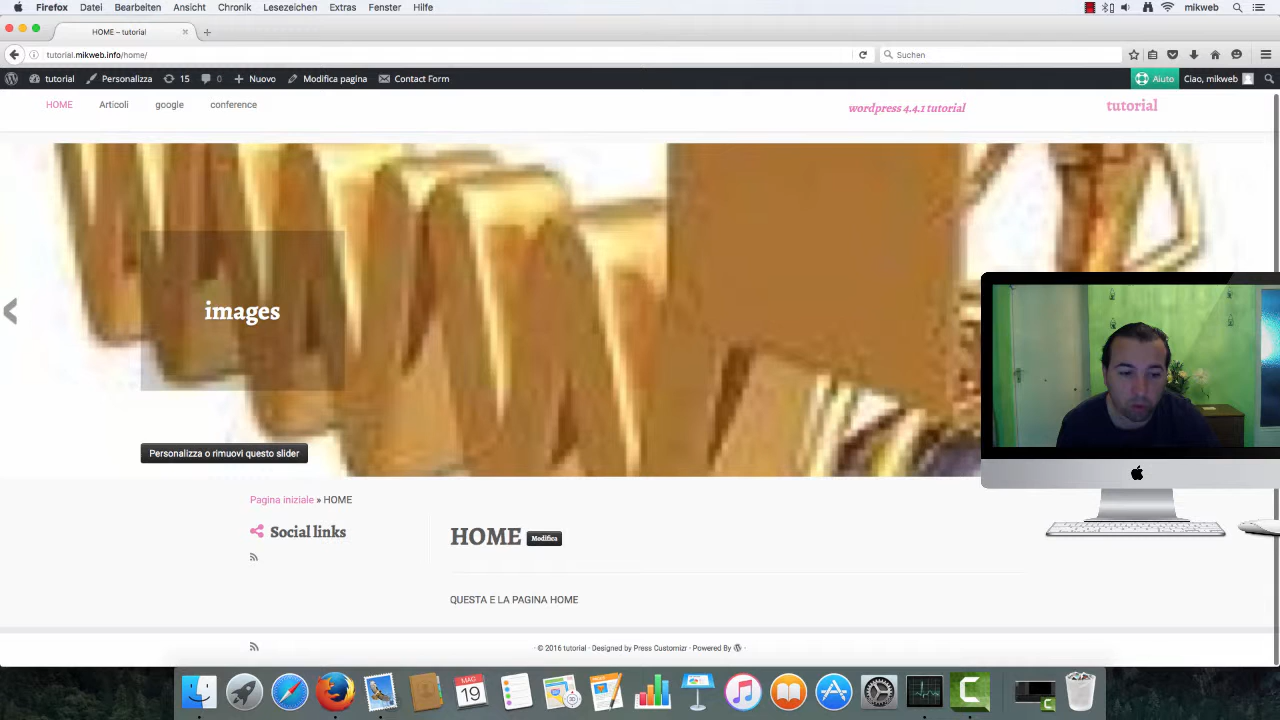 Firefox Datei Bearbeiten Ansicht Chronik Lesezeichen Extras Fenster Hilfe mikweb
HOME – tutorial
tutorial.mikweb.info/home/ Suchen
tutorial Personalizza 15 0 Nuovo Modifica pagina Contact Form Aiuto Ciao, mikweb
HOME Articoli google conference wordpress 4.4.1 tutorial tutorial
images
Personalizza o rimuovi questo slider
Pagina iniziale » HOME
Social links
HOME Modifica
QUESTA E LA PAGINA HOME
· © 2016 tutorial · Designed by Press Customizr · Powered By ·
MAG
19